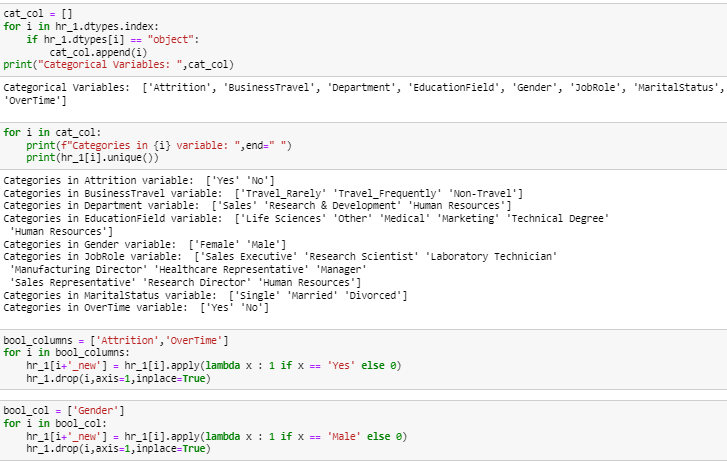 cat_col = []
for i in hr_1.dtypes.index:
    if hr_1.dtypes[i] == "object":
        cat_col.append(i)
print("Categorical Variables: ",cat_col)
Categorical Variables:  ['Attrition', 'BusinessTravel', 'Department', 'EducationField', 'Gender', 'JobRole', 'MaritalStatus',
'OverTime']
for i in cat_col:
    print(f"Categories in {i} variable: ",end=" ")
    print(hr_1[i].unique())
Categories in Attrition variable:  ['Yes' 'No']
Categories in BusinessTravel variable:  ['Travel_Rarely' 'Travel_Frequently' 'Non-Travel']
Categories in Department variable:  ['Sales' 'Research & Development' 'Human Resources']
Categories in EducationField variable:  ['Life Sciences' 'Other' 'Medical' 'Marketing' 'Technical Degree'
 'Human Resources']
Categories in Gender variable:  ['Female' 'Male']
Categories in JobRole variable:  ['Sales Executive' 'Research Scientist' 'Laboratory Technician'
 'Manufacturing Director' 'Healthcare Representative' 'Manager'
 'Sales Representative' 'Research Director' 'Human Resources']
Categories in MaritalStatus variable:  ['Single' 'Married' 'Divorced']
Categories in OverTime variable:  ['Yes' 'No']
bool_columns = ['Attrition','OverTime']
for i in bool_columns:
    hr_1[i+'_new'] = hr_1[i].apply(lambda x : 1 if x == 'Yes' else 0)
    hr_1.drop(i,axis=1,inplace=True)
bool_col = ['Gender']
for i in bool_col:
    hr_1[i+'_new'] = hr_1[i].apply(lambda x : 1 if x == 'Male' else 0)
    hr_1.drop(i,axis=1,inplace=True)